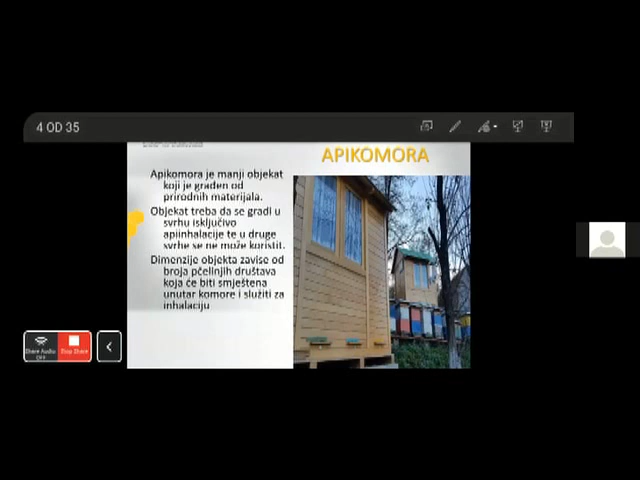 4 OD 35
APIKOMORA
Apikomora je manji objekat
koji je građen od
prirodnih materijala.
Objekat treba da se gradi u
svrhu isključivo
apiinhalacije te u druge
svrhe se ne može koristit.
Dimenzije objekta zavise od
broja pčelinjih društava
koja će biti smještena
unutar komore i služiti za
inhalaciju
Share Audio
Stop Share